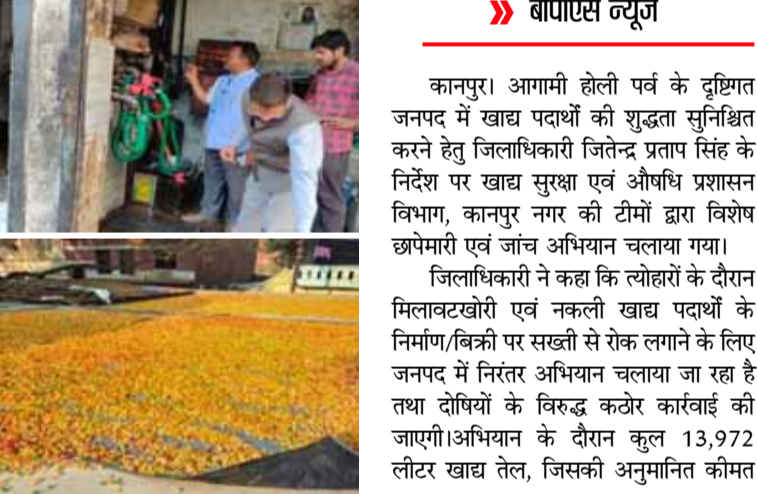 बीपीएस न्यूज
कानपुर। आगामी होली पर्व के दृष्टिगत
जनपद में खाद्य पदार्थों की शुद्धता सुनिश्चित
करने हेतु जिलाधिकारी जितेन्द्र प्रताप सिंह के
निर्देश पर खाद्य सुरक्षा एवं औषधि प्रशासन
विभाग, कानपुर नगर की टीमों द्वारा विशेष
छापेमारी एवं जांच अभियान चलाया गया।
जिलाधिकारी ने कहा कि त्योहारों के दौरान
मिलावटखोरी एवं नकली खाद्य पदार्थों के
निर्माण/बिक्री पर सख्ती से रोक लगाने के लिए
जनपद में निरंतर अभियान चलाया जा रहा है
तथा दोषियों के विरुद्ध कठोर कार्रवाई की
जाएगी।अभियान के दौरान कुल 13,972
लीटर खाद्य तेल, जिसकी अनुमानित कीमत